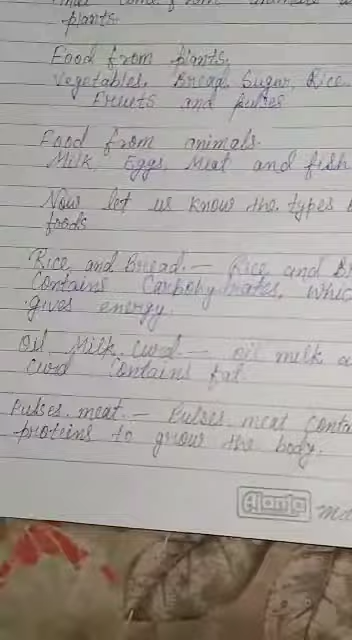 plants.
Food from plants.
Vegetables, Bread, Sugar, Rice
Fruits and pulses
Food from animals.
Milk Eggs, Meat and fish
Now let us know the types
foods
Rice and Bread. — Rice and
Contains Carbohydrates, whic
gives energy.
Oil Milk, curd — oil milk a
curd contains fat.
Pulses. meat. — Pulses. meat conta
proteins to grow the body.